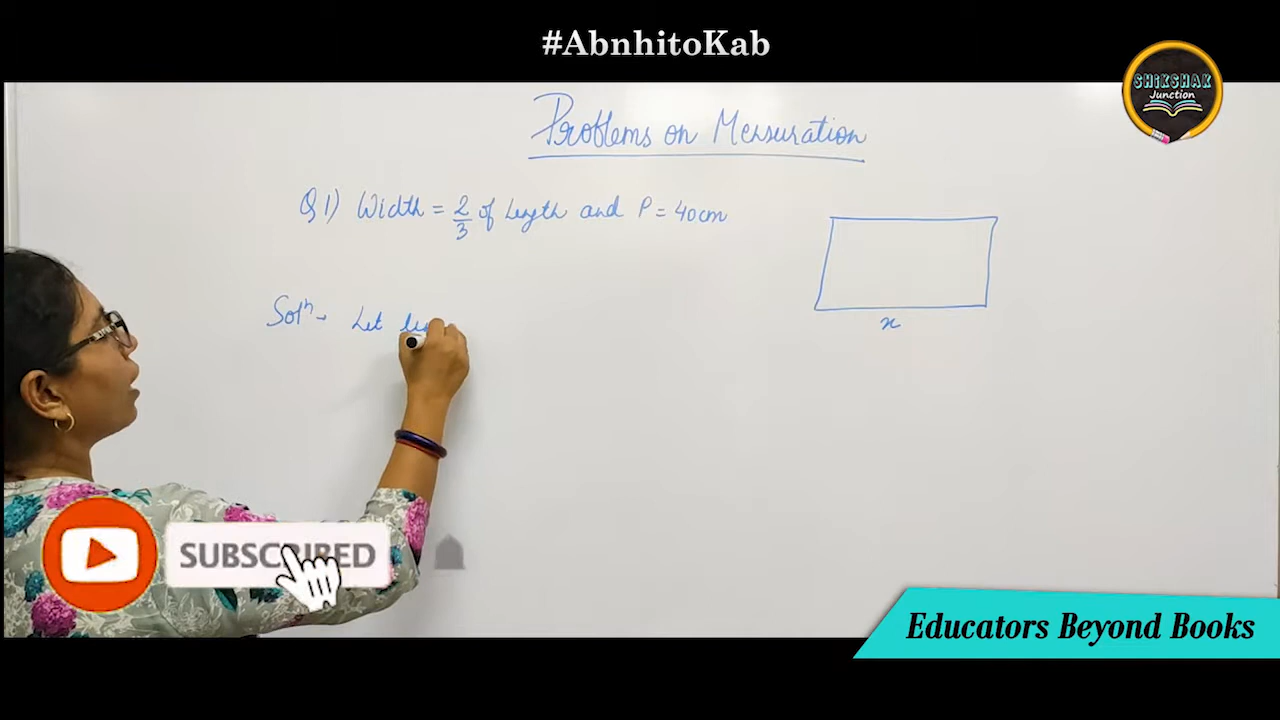 #AbnhitoKab
SHIKSHAK
Junction
Problems on Mensuration
Q1) Width = 2/3 of length and P = 40cm
Solⁿ- Let
x
SUBSCRIBED
Educators Beyond Books